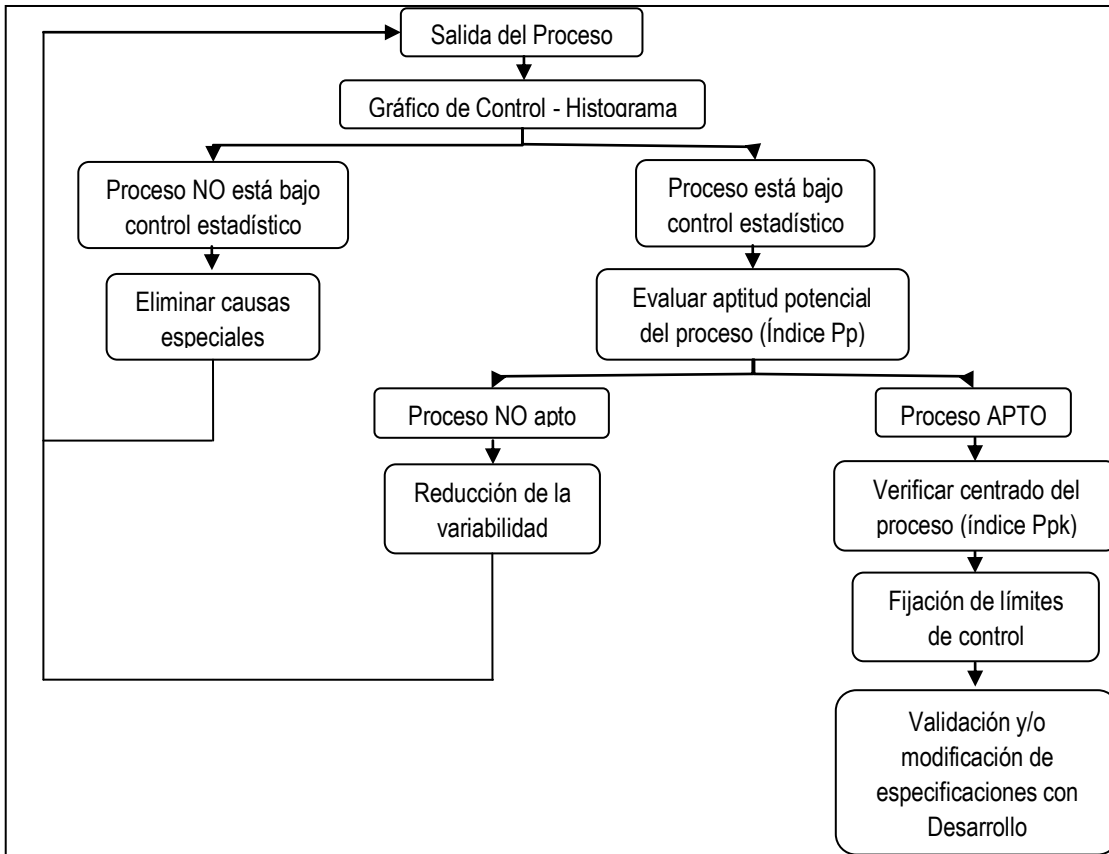 Salida del Proceso
Gráfico de Control - Histograma
Proceso NO está bajo
control estadístico
Proceso está bajo
control estadístico
Eliminar causas
especiales
Evaluar aptitud potencial
del proceso (Índice Pp)
Proceso NO apto
Proceso APTO
Reducción de la
variabilidad
Verificar centrado del
proceso (índice Ppk)
Fijación de límites
de control
Validación y/o
modificación de
especificaciones con
Desarrollo